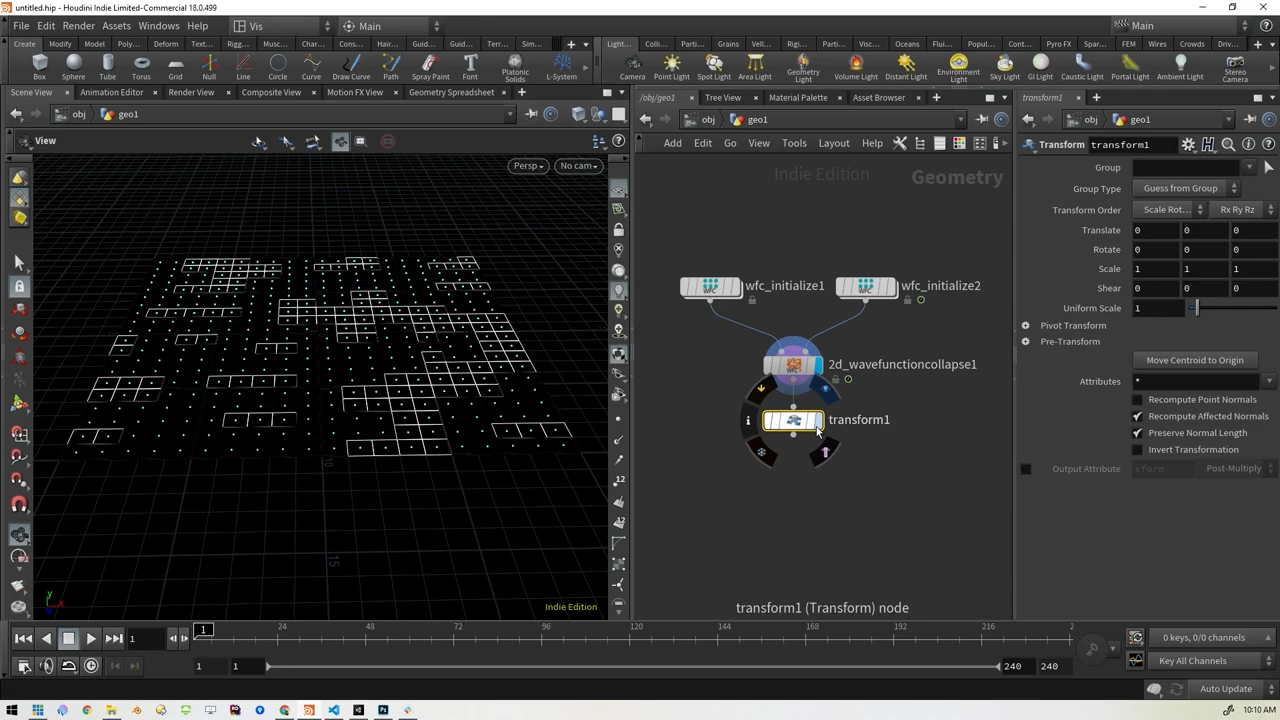 untitled.hip - Houdini Indie Limited-Commercial 18.0.499
File Edit Render Assets Windows Help
Vis
Main
Main
Create Modify Model Poly... Deform Text... Rigg... Musc... Char... Cons... Hair... Guid... Guid... Terr... Sim...
Light... Colli... Parti... Grains Vell... Rigi... Parti... Visc... Oceans Flui... Popul... Cont... Pyro FX Spar... FEM Wires Crowds Driv...
Box Sphere Tube Torus Grid Null Line Circle Curve Draw Curve Path Spray Paint Font Platonic Solids L-System
Camera Point Light Spot Light Area Light Geometry Light Volume Light Distant Light Environment Light Sky Light GI Light Caustic Light Portal Light Ambient Light Stereo Camera
Scene View Animation Editor Render View Composite View Motion FX View Geometry Spreadsheet
/obj/geo1 Tree View Material Palette Asset Browser
transform1
obj geo1
obj geo1
obj geo1
View
Persp
No cam
Add Edit Go View Tools Layout Help
Indie Edition
Geometry
wfc_initialize1
wfc_initialize2
2d_wavefunctioncollapse1
transform1
transform1 (Transform) node
Transform transform1
Group
Group Type Guess from Group
Transform Order Scale Rot... Rx Ry Rz
Translate 0 0 0
Rotate 0 0 0
Scale 1 1 1
Shear 0 0 0
Uniform Scale 1
Pivot Transform
Pre-Transform
Move Centroid to Origin
Attributes *
Recompute Point Normals
Recompute Affected Normals
Preserve Normal Length
Invert Transformation
Output Attribute xform Post-Multiply
12
10
15
y
x
Indie Edition
1
1 24 48 72 96 120 144 168 192 216 2
0 keys, 0/0 channels
1 1 240 240
Key All Channels
Auto Update
10:10 AM